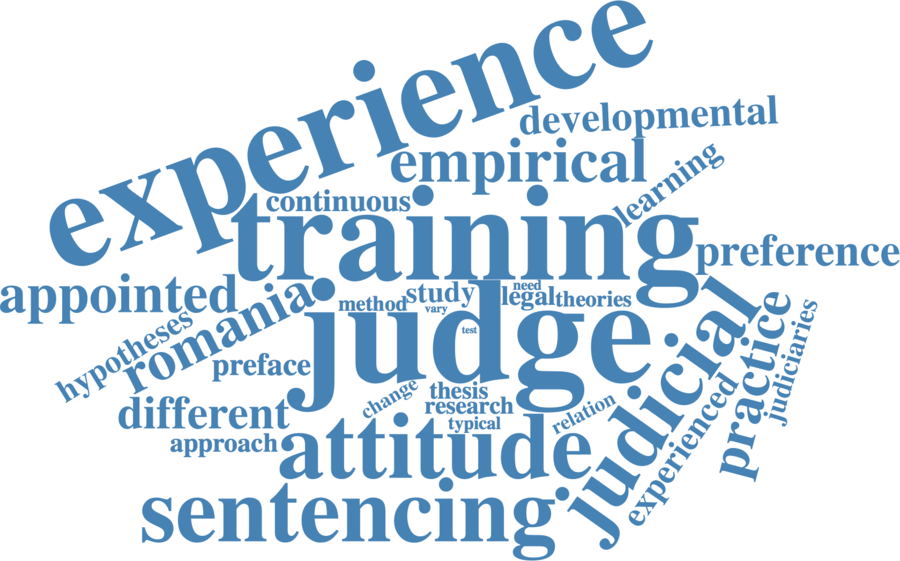 experience
developmental
empirical
learning
continuous
training
preference
appointed
romania
hypotheses
method
study
vary
need
legal
theories
test
judge
judicial
practice
judiciaries
experienced
preface
different
approach
change
thesis
research
typical
relation
attitude
sentencing